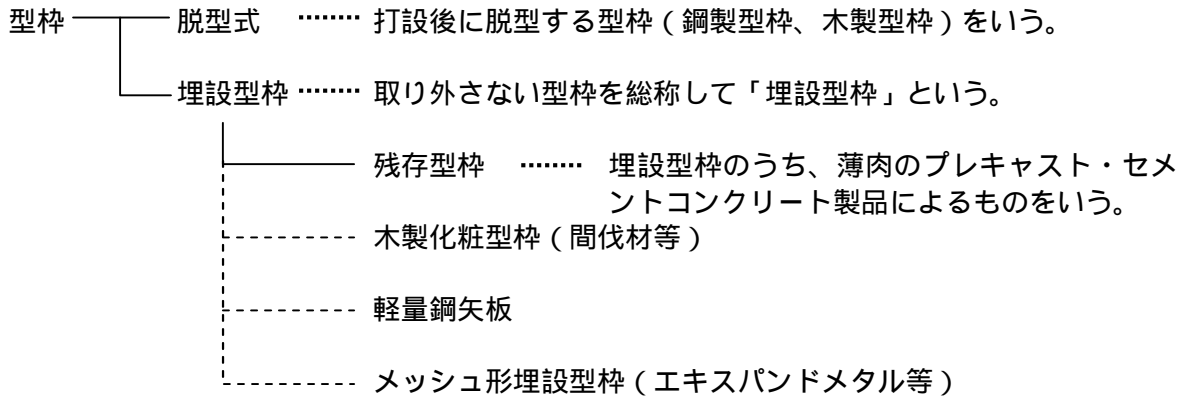 型枠 脱型式 ‥‥‥‥ 打設後に脱型する型枠(鋼製型枠、木製型枠)をいう。
埋設型枠 ‥‥‥‥ 取り外さない型枠を総称して「埋設型枠」という。
残存型枠 ‥‥‥‥ 埋設型枠のうち、薄肉のプレキャスト・セメ
ントコンクリート製品によるものをいう。
木製化粧型枠(間伐材等)
軽量鋼矢板
メッシュ形埋設型枠(エキスパンドメタル等)